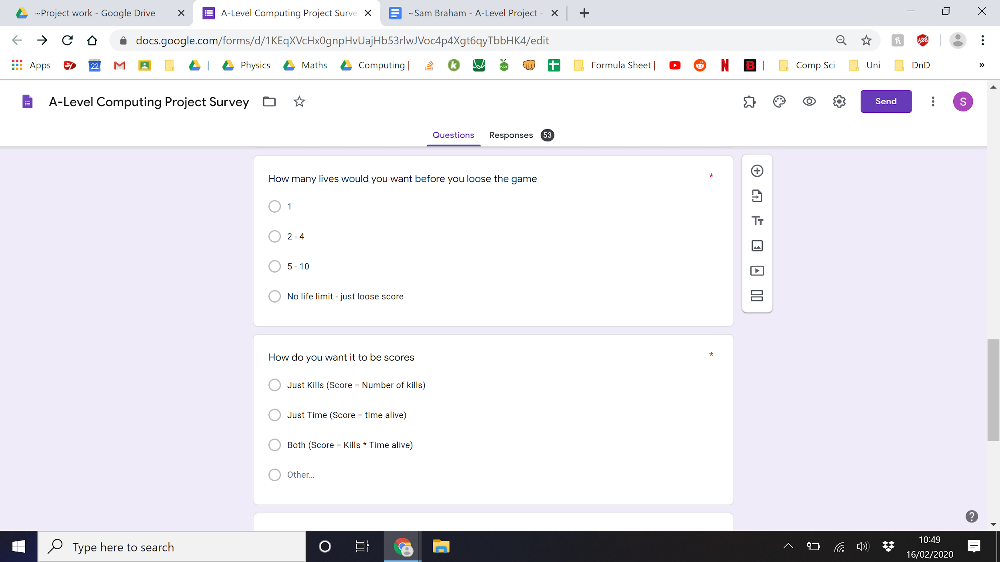 ~Project work - Google Drive
A-Level Computing Project Surve
~Sam Braham - A-Level Project -
docs.google.com/forms/d/1KEqXVcHx0gnpHvUajHb53rlwJVoc4p4Xgt6qyTbbHK4/edit
ABB
Apps
22
|
Physics
Maths
Computing |
isaac
Formula Sheet |
|
Comp Sci
Uni
DnD
»
A-Level Computing Project Survey
Send
S
Questions
Responses 53
How many lives would you want before you loose the game *
1
2 - 4
5 - 10
No life limit - just loose score
How do you want it to be scores *
Just Kills (Score = Number of kills)
Just Time (Score = time alive)
Both (Score = Kills * Time alive)
Other...
Type here to search
10:49
16/02/2020